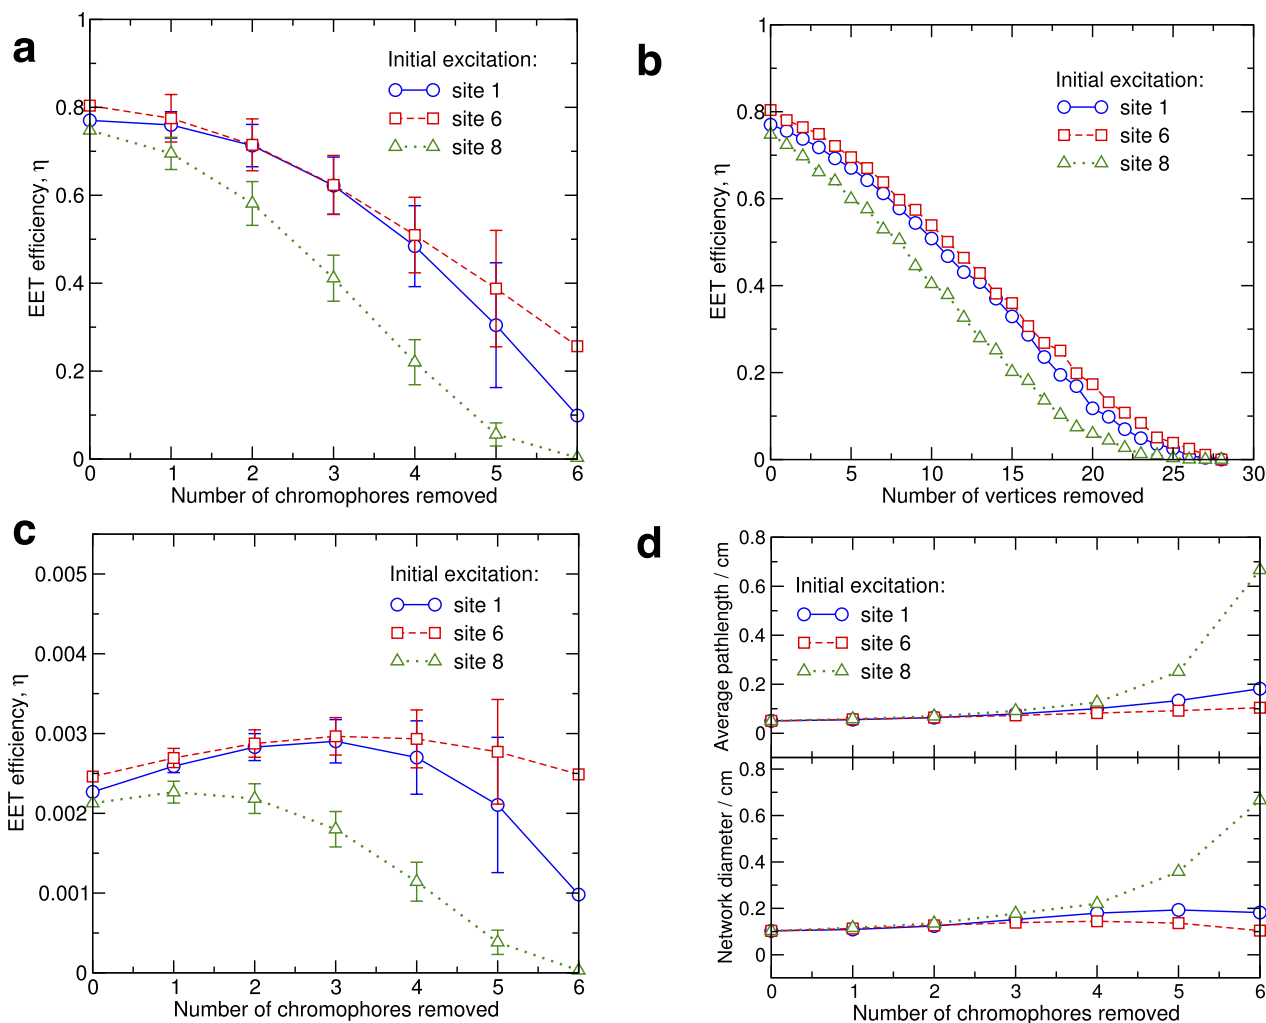 a
1
0.8
0.6
0.4
0.2
0
EET efficiency, η
Initial excitation:
site 1
site 6
site 8
0 1 2 3 4 5 6
Number of chromophores removed
b
1
0.8
0.6
0.4
0.2
0
EET efficiency, η
Initial excitation:
site 1
site 6
site 8
0 5 10 15 20 25 30
Number of vertices removed
c
0.005
0.004
0.003
0.002
0.001
0
EET efficiency, η
Initial excitation:
site 1
site 6
site 8
0 1 2 3 4 5 6
Number of chromophores removed
d
0.8
0.6
0.4
0.2
0
Average pathlength / cm
Initial excitation:
site 1
site 6
site 8
0.8
0.6
0.4
0.2
0
Network diameter / cm
0 1 2 3 4 5 6
Number of chromophores removed